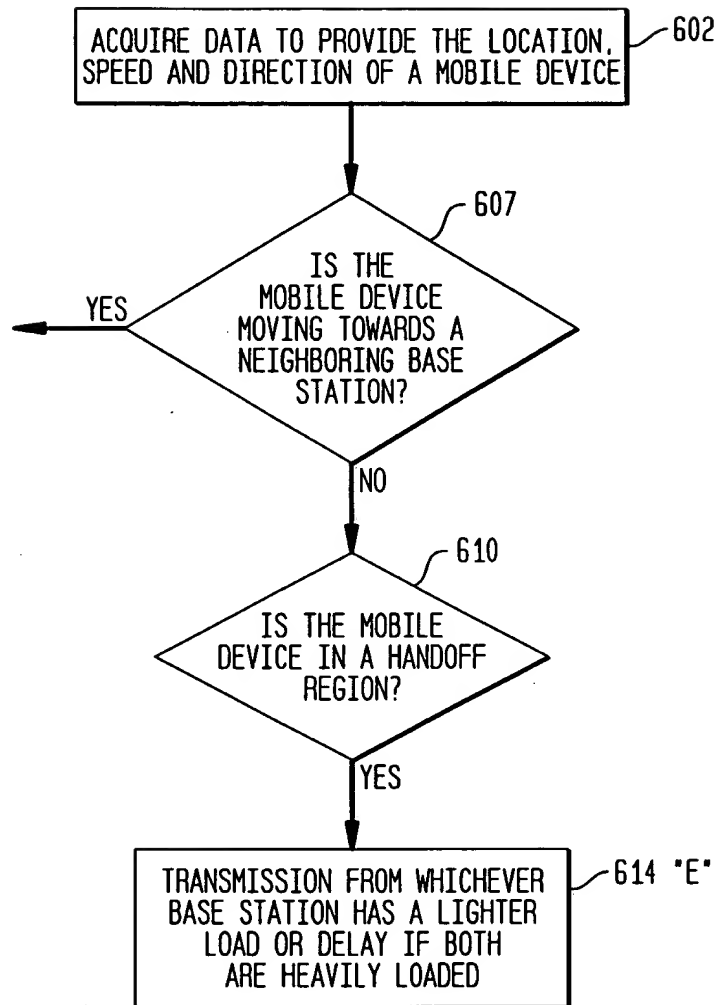 ACQUIRE DATA TO PROVIDE THE LOCATION,
SPEED AND DIRECTION OF A MOBILE DEVICE
602
607
IS THE
MOBILE DEVICE
MOVING TOWARDS A
NEIGHBORING BASE
STATION?
YES
NO
610
IS THE MOBILE
DEVICE IN A HANDOFF
REGION?
YES
TRANSMISSION FROM WHICHEVER
BASE STATION HAS A LIGHTER
LOAD OR DELAY IF BOTH
ARE HEAVILY LOADED
614 "E"